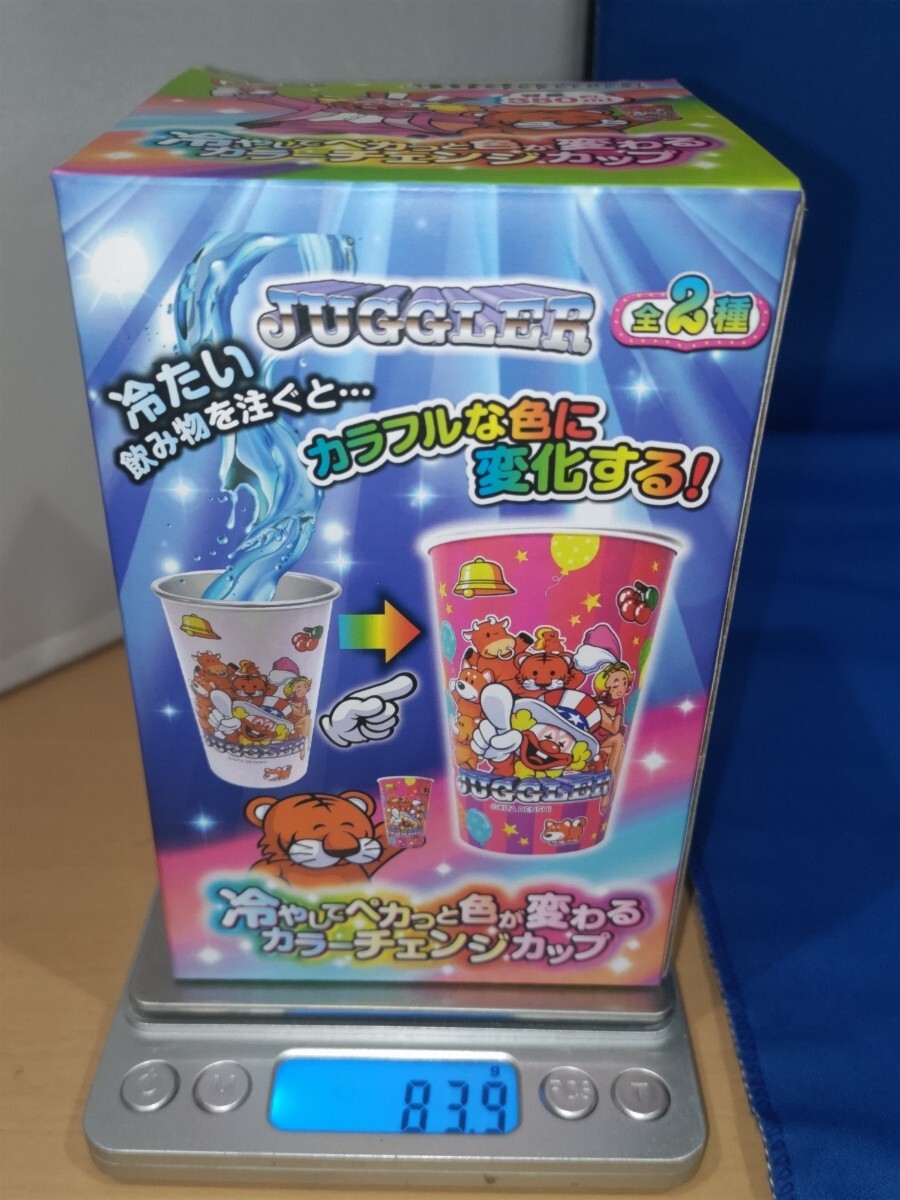 冷やしてペカっと色が変わる
カラーチェンジカップ
JUGGLER
全2種
冷たい
飲み物を注ぐと…
カラフルな色に
変化する!
JUGGLER
JUGGLER
©KITA DENSHI
冷やしてペカっと色が変わる
カラーチェンジカップ
g
83.9
M
PCS
T